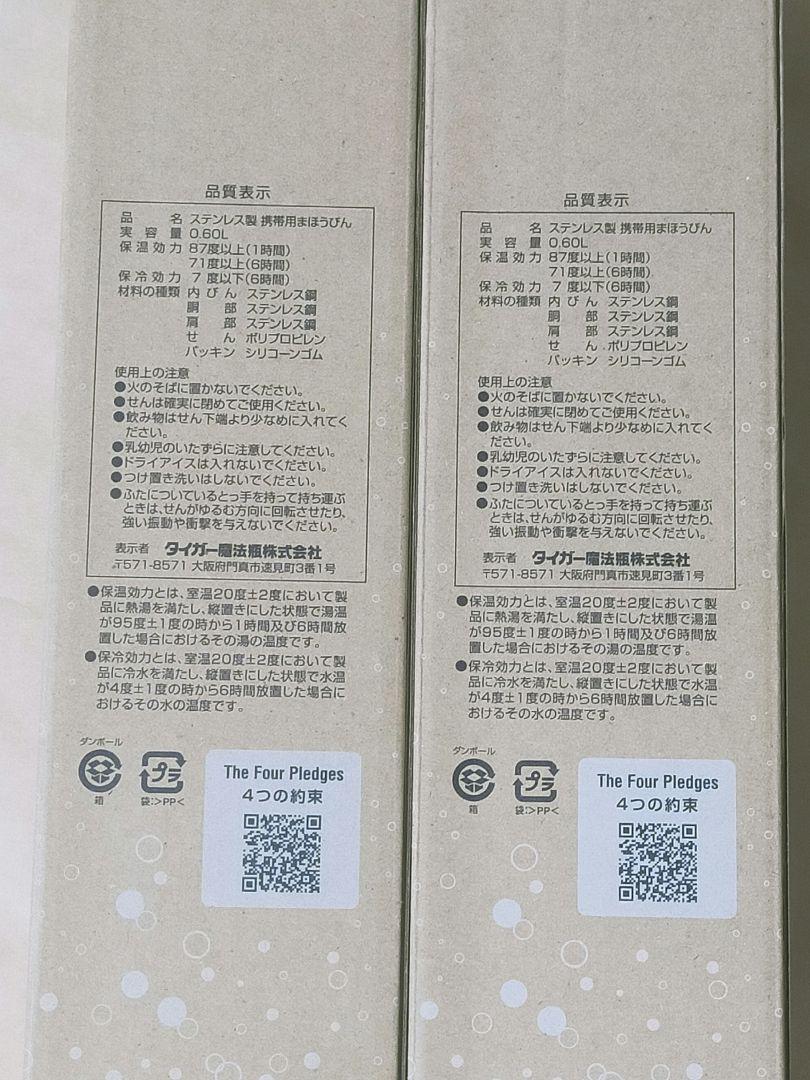 品質表示
品名 ステンレス製 携帯用まほうびん
実容量 0.60L
保温効力 87度以上(1時間)
71度以上(6時間)
保冷効力 7度以下(6時間)
材料の種類 内びん ステンレス鋼
胴部 ステンレス鋼
肩部 ステンレス鋼
せん ポリプロピレン
パッキン シリコーンゴム
使用上の注意
●火のそばに置かないでください。
●せんは確実に閉めてご使用ください。
●飲み物はせん下端より少なめに入れてく
ださい。
●乳幼児のいたずらに注意してください。
●ドライアイスは入れないでください。
●つけ置き洗いはしないでください。
●ふたについているとっ手を持って持ち運ぶ
ときは、せんがゆるむ方向に回転させたり、
強い振動や衝撃を与えないでください。
表示者 タイガー魔法瓶株式会社
〒571-8571 大阪府門真市速見町3番1号
●保温効力とは、室温20度±2度において製
品に熱湯を満たし、縦置きにした状態で湯温
が95度±1度の時から1時間及び6時間放
置した場合におけるその湯の温度です。
●保冷効力とは、室温20度±2度において製
品に冷水を満たし、縦置きにした状態で水温
が4度±1度の時から6時間放置した場合に
おけるその水の温度です。
ダンボール
箱
プラ
袋:>PP<
The Four Pledges
4つの約束
品質表示
品名 ステンレス製 携帯用まほうびん
実容量 0.60L
保温効力 87度以上(1時間)
71度以上(6時間)
保冷効力 7度以下(6時間)
材料の種類 内びん ステンレス鋼
胴部 ステンレス鋼
肩部 ステンレス鋼
せん ポリプロピレン
パッキン シリコーンゴム
使用上の注意
●火のそばに置かないでください。
●せんは確実に閉めてご使用ください。
●飲み物はせん下端より少なめに入れてく
ださい。
●乳幼児のいたずらに注意してください。
●ドライアイスは入れないでください。
●つけ置き洗いはしないでください。
●ふたについているとっ手を持って持ち運ぶ
ときは、せんがゆるむ方向に回転させたり、
強い振動や衝撃を与えないでください。
表示者 タイガー魔法瓶株式会社
〒571-8571 大阪府門真市速見町3番1号
●保温効力とは、室温20度±2度において製
品に熱湯を満たし、縦置きにした状態で湯温
が95度±1度の時から1時間及び6時間放
置した場合におけるその湯の温度です。
●保冷効力とは、室温20度±2度において製
品に冷水を満たし、縦置きにした状態で水温
が4度±1度の時から6時間放置した場合に
おけるその水の温度です。
ダンボール
箱
プラ
袋:>PP<
The Four Pledges
4つの約束